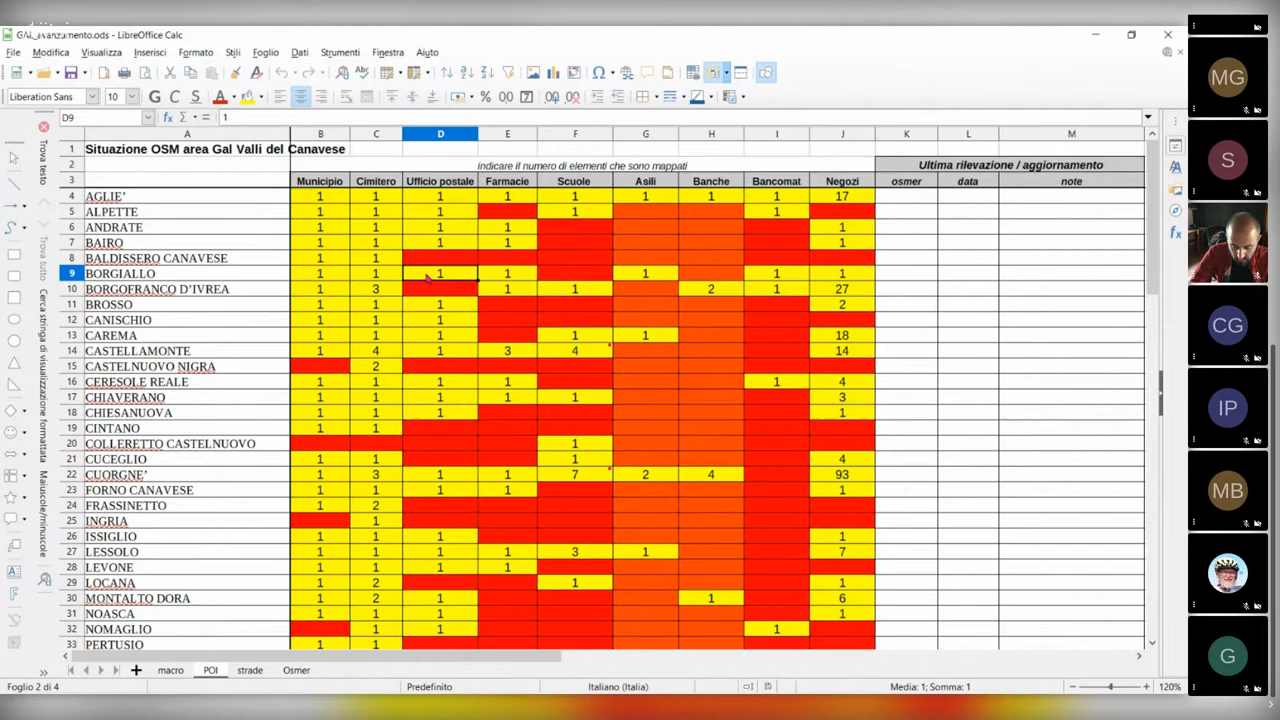 GAL_avanzamento.ods - LibreOffice Calc
File Modifica Visualizza Inserisci Formato Stili Foglio Dati Strumenti Finestra Aiuto
Liberation Sans 10 G C S
D9 1
A B C D E F G H I J K L M
1 Situazione OSM area Gal Valli del Canavese
2 indicare il numero di elementi che sono mappati Ultima rilevazione / aggiornamento
3 Municipio Cimitero Ufficio postale Farmacie Scuole Asili Banche Bancomat Negozi osmer data note
4 AGLIE' 1 1 1 1 1 1 1 1 17
5 ALPETTE 1 1 1 1 1
6 ANDRATE 1 1 1 1 1
7 BAIRO 1 1 1 1 1
8 BALDISSERO CANAVESE 1 1
9 BORGIALLO 1 1 1 1 1 1 1
10 BORGOFRANCO D'IVREA 1 3 1 1 2 1 27
11 BROSSO 1 1 1 2
12 CANISCHIO 1 1 1
13 CAREMA 1 1 1 1 1 18
14 CASTELLAMONTE 1 4 1 3 4 14
15 CASTELNUOVO NIGRA 2
16 CERESOLE REALE 1 1 1 1 1 4
17 CHIAVERANO 1 1 1 1 1 3
18 CHIESANUOVA 1 1 1 1
19 CINTANO 1 1
20 COLLERETTO CASTELNUOVO 1
21 CUCEGLIO 1 1 1 4
22 CUORGNE' 1 3 1 1 7 2 4 93
23 FORNO CANAVESE 1 1 1 1 1
24 FRASSINETTO 1 2
25 INGRIA 1
26 ISSIGLIO 1 1 1 1
27 LESSOLO 1 1 1 1 3 1 7
28 LEVONE 1 1 1 1
29 LOCANA 1 2 1 1
30 MONTALTO DORA 1 2 1 1 6
31 NOASCA 1 1 1 1
32 NOMAGLIO 1 1 1
33 PERTUSIO 1 1
macro POI strade Osmer
Foglio 2 di 4 Predefinito Italiano (Italia) Media: 1; Somma: 1 120%
Trova testo
Trova tutto
Cerca stringa di visualizzazione formattata
Maiuscole/minuscole
MG
S
CG
IP
MB
G